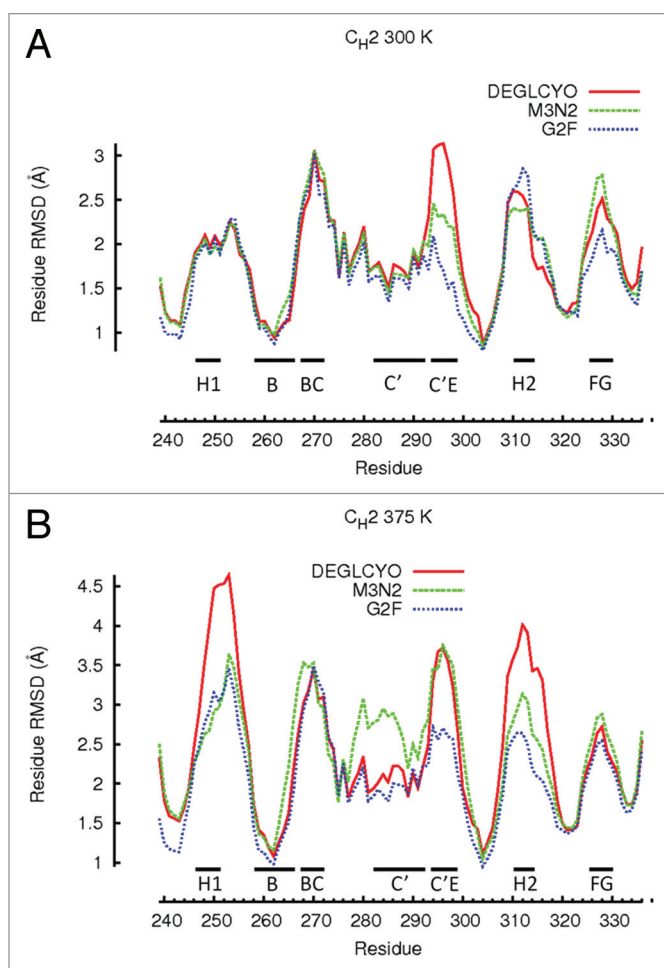 A
C_H2 300 K
DEGLCYO
M3N2
G2F
Residue RMSD (Å)
3
2.5
2
1.5
1
H1 B BC C' C'E H2 FG
240 250 260 270 280 290 300 310 320 330
Residue
B
C_H2 375 K
DEGLCYO
M3N2
G2F
Residue RMSD (Å)
4.5
4
3.5
3
2.5
2
1.5
1
H1 B BC C' C'E H2 FG
240 250 260 270 280 290 300 310 320 330
Residue